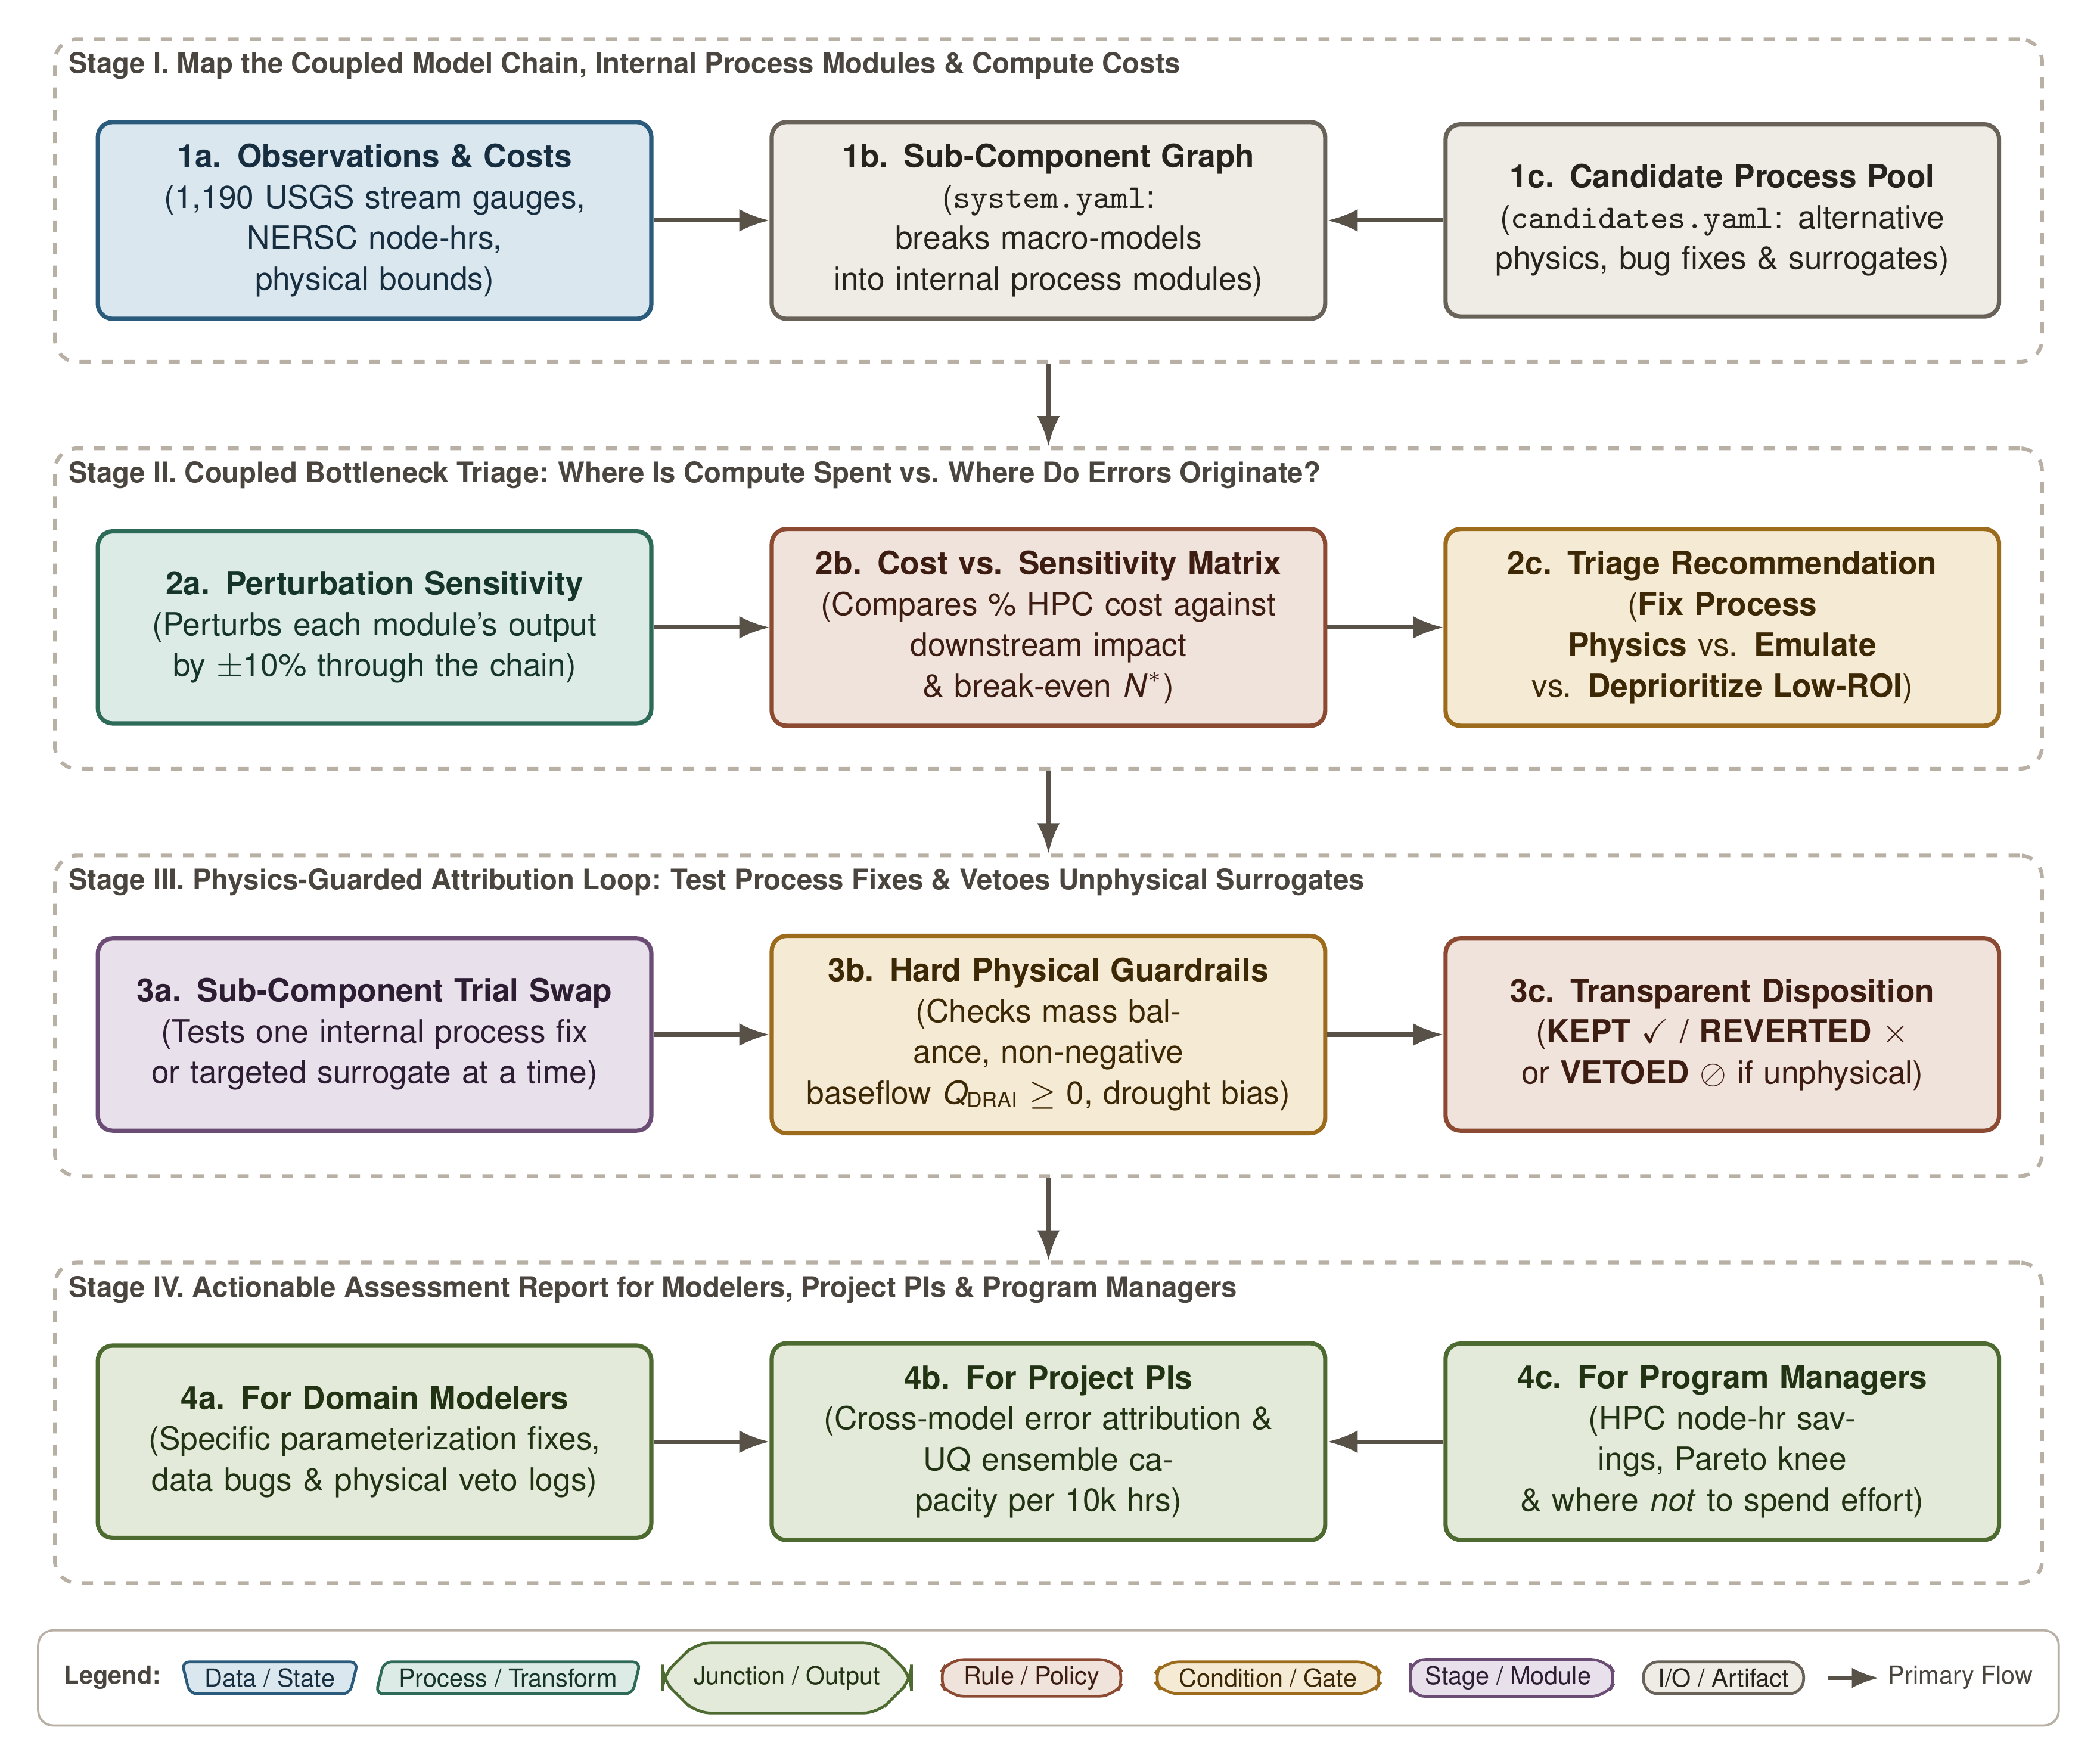 Stage I. Map the Coupled Model Chain, Internal Process Modules & Compute Costs
1a. Observations & Costs
(1,190 USGS stream gauges,
NERSC node-hrs,
physical bounds)
1b. Sub-Component Graph
(system.yaml:
breaks macro-models
into internal process modules)
1c. Candidate Process Pool
(candidates.yaml: alternative
physics, bug fixes & surrogates)
Stage II. Coupled Bottleneck Triage: Where Is Compute Spent vs. Where Do Errors Originate?
2a. Perturbation Sensitivity
(Perturbs each module's output
by ±10% through the chain)
2b. Cost vs. Sensitivity Matrix
(Compares % HPC cost against
downstream impact
& break-even N*)
2c. Triage Recommendation
(Fix Process
Physics vs. Emulate
vs. Deprioritize Low-ROI)
Stage III. Physics-Guarded Attribution Loop: Test Process Fixes & Vetoes Unphysical Surrogates
3a. Sub-Component Trial Swap
(Tests one internal process fix
or targeted surrogate at a time)
3b. Hard Physical Guardrails
(Checks mass bal-
ance, non-negative
baseflow Q_DRAI ≥ 0, drought bias)
3c. Transparent Disposition
(KEPT ✓ / REVERTED ×
or VETOED ⊘ if unphysical)
Stage IV. Actionable Assessment Report for Modelers, Project PIs & Program Managers
4a. For Domain Modelers
(Specific parameterization fixes,
data bugs & physical veto logs)
4b. For Project PIs
(Cross-model error attribution &
UQ ensemble ca-
pacity per 10k hrs)
4c. For Program Managers
(HPC node-hr sav-
ings, Pareto knee
& where not to spend effort)
Legend: Data / State Process / Transform Junction / Output Rule / Policy Condition / Gate Stage / Module I/O / Artifact Primary Flow